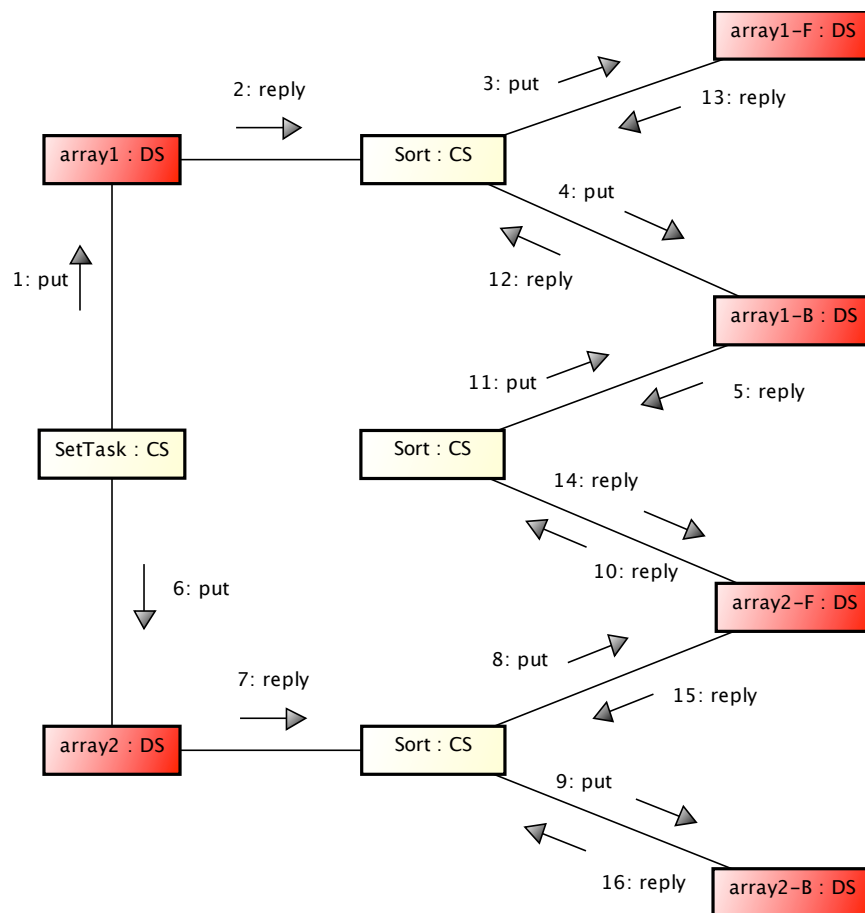 array1-F : DS
3: put
2: reply
13: reply
array1 : DS
Sort : CS
4: put
1: put
12: reply
array1-B : DS
11: put
5: reply
SetTask : CS
Sort : CS
14: reply
10: reply
6: put
array2-F : DS
8: put
7: reply
15: reply
array2 : DS
Sort : CS
9: put
16: reply
array2-B : DS